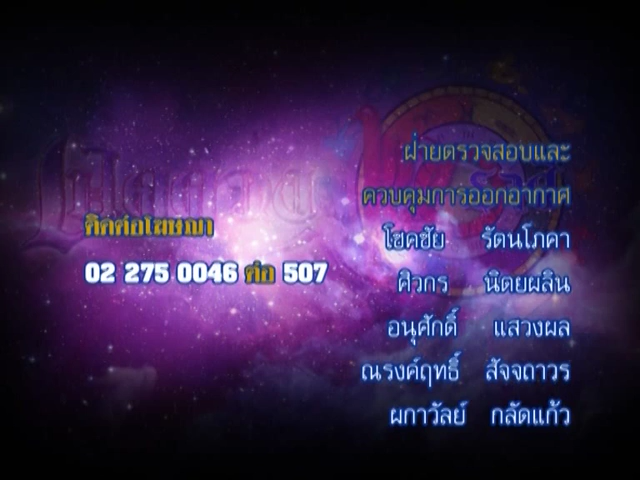 ติดต่อโฆษณา
02 275 0046 ต่อ 507
ฝ่ายตรวจสอบและ
ควบคุมการออกอากาศ
โชคชัย รัตนโภคา
ศิวกร นิตยผลิน
อนุศักดิ์ แสวงผล
ณรงค์ฤทธิ์ สัจจถาวร
ผกาวัลย์ กลัดแก้ว